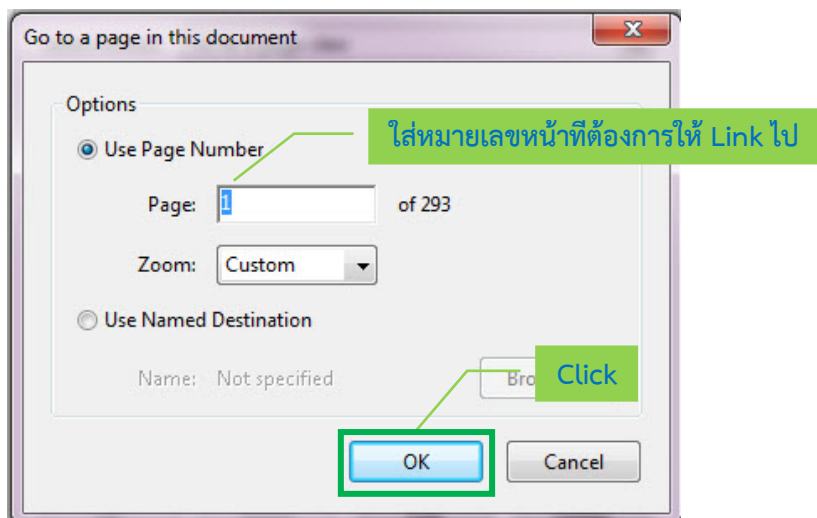 Go to a page in this document
Options
ใส่หมายเลขหน้าที่ต้องการให้ Link ไป
Use Page Number
Page: 1 of 293
Zoom: Custom
Use Named Destination
Name: Not specified
Click
OK Cancel